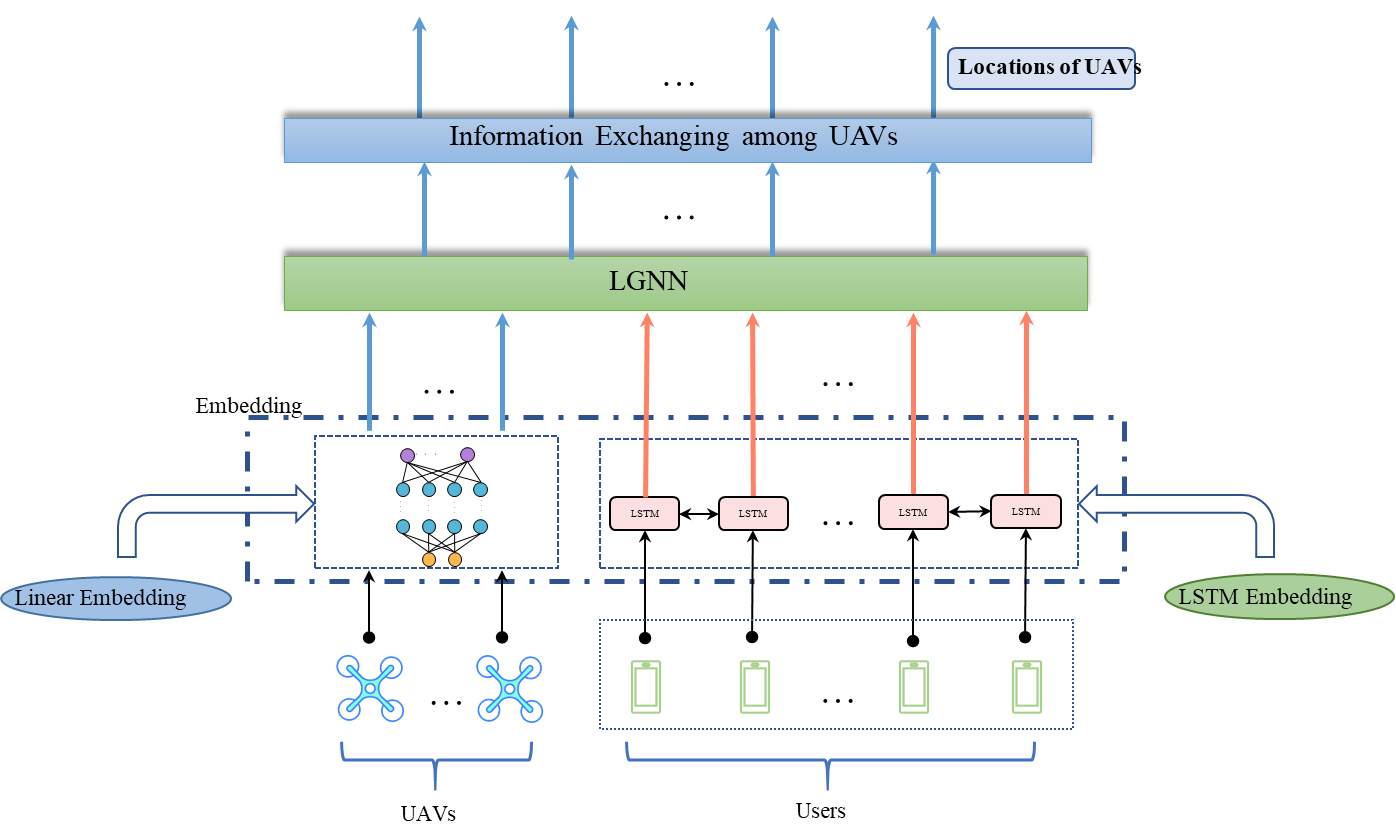 Locations of UAVs
...
Information Exchanging among UAVs
...
LGNN
...
...
Embedding
LSTM
LSTM
...
LSTM
LSTM
Linear Embedding
LSTM Embedding
...
...
UAVs
Users